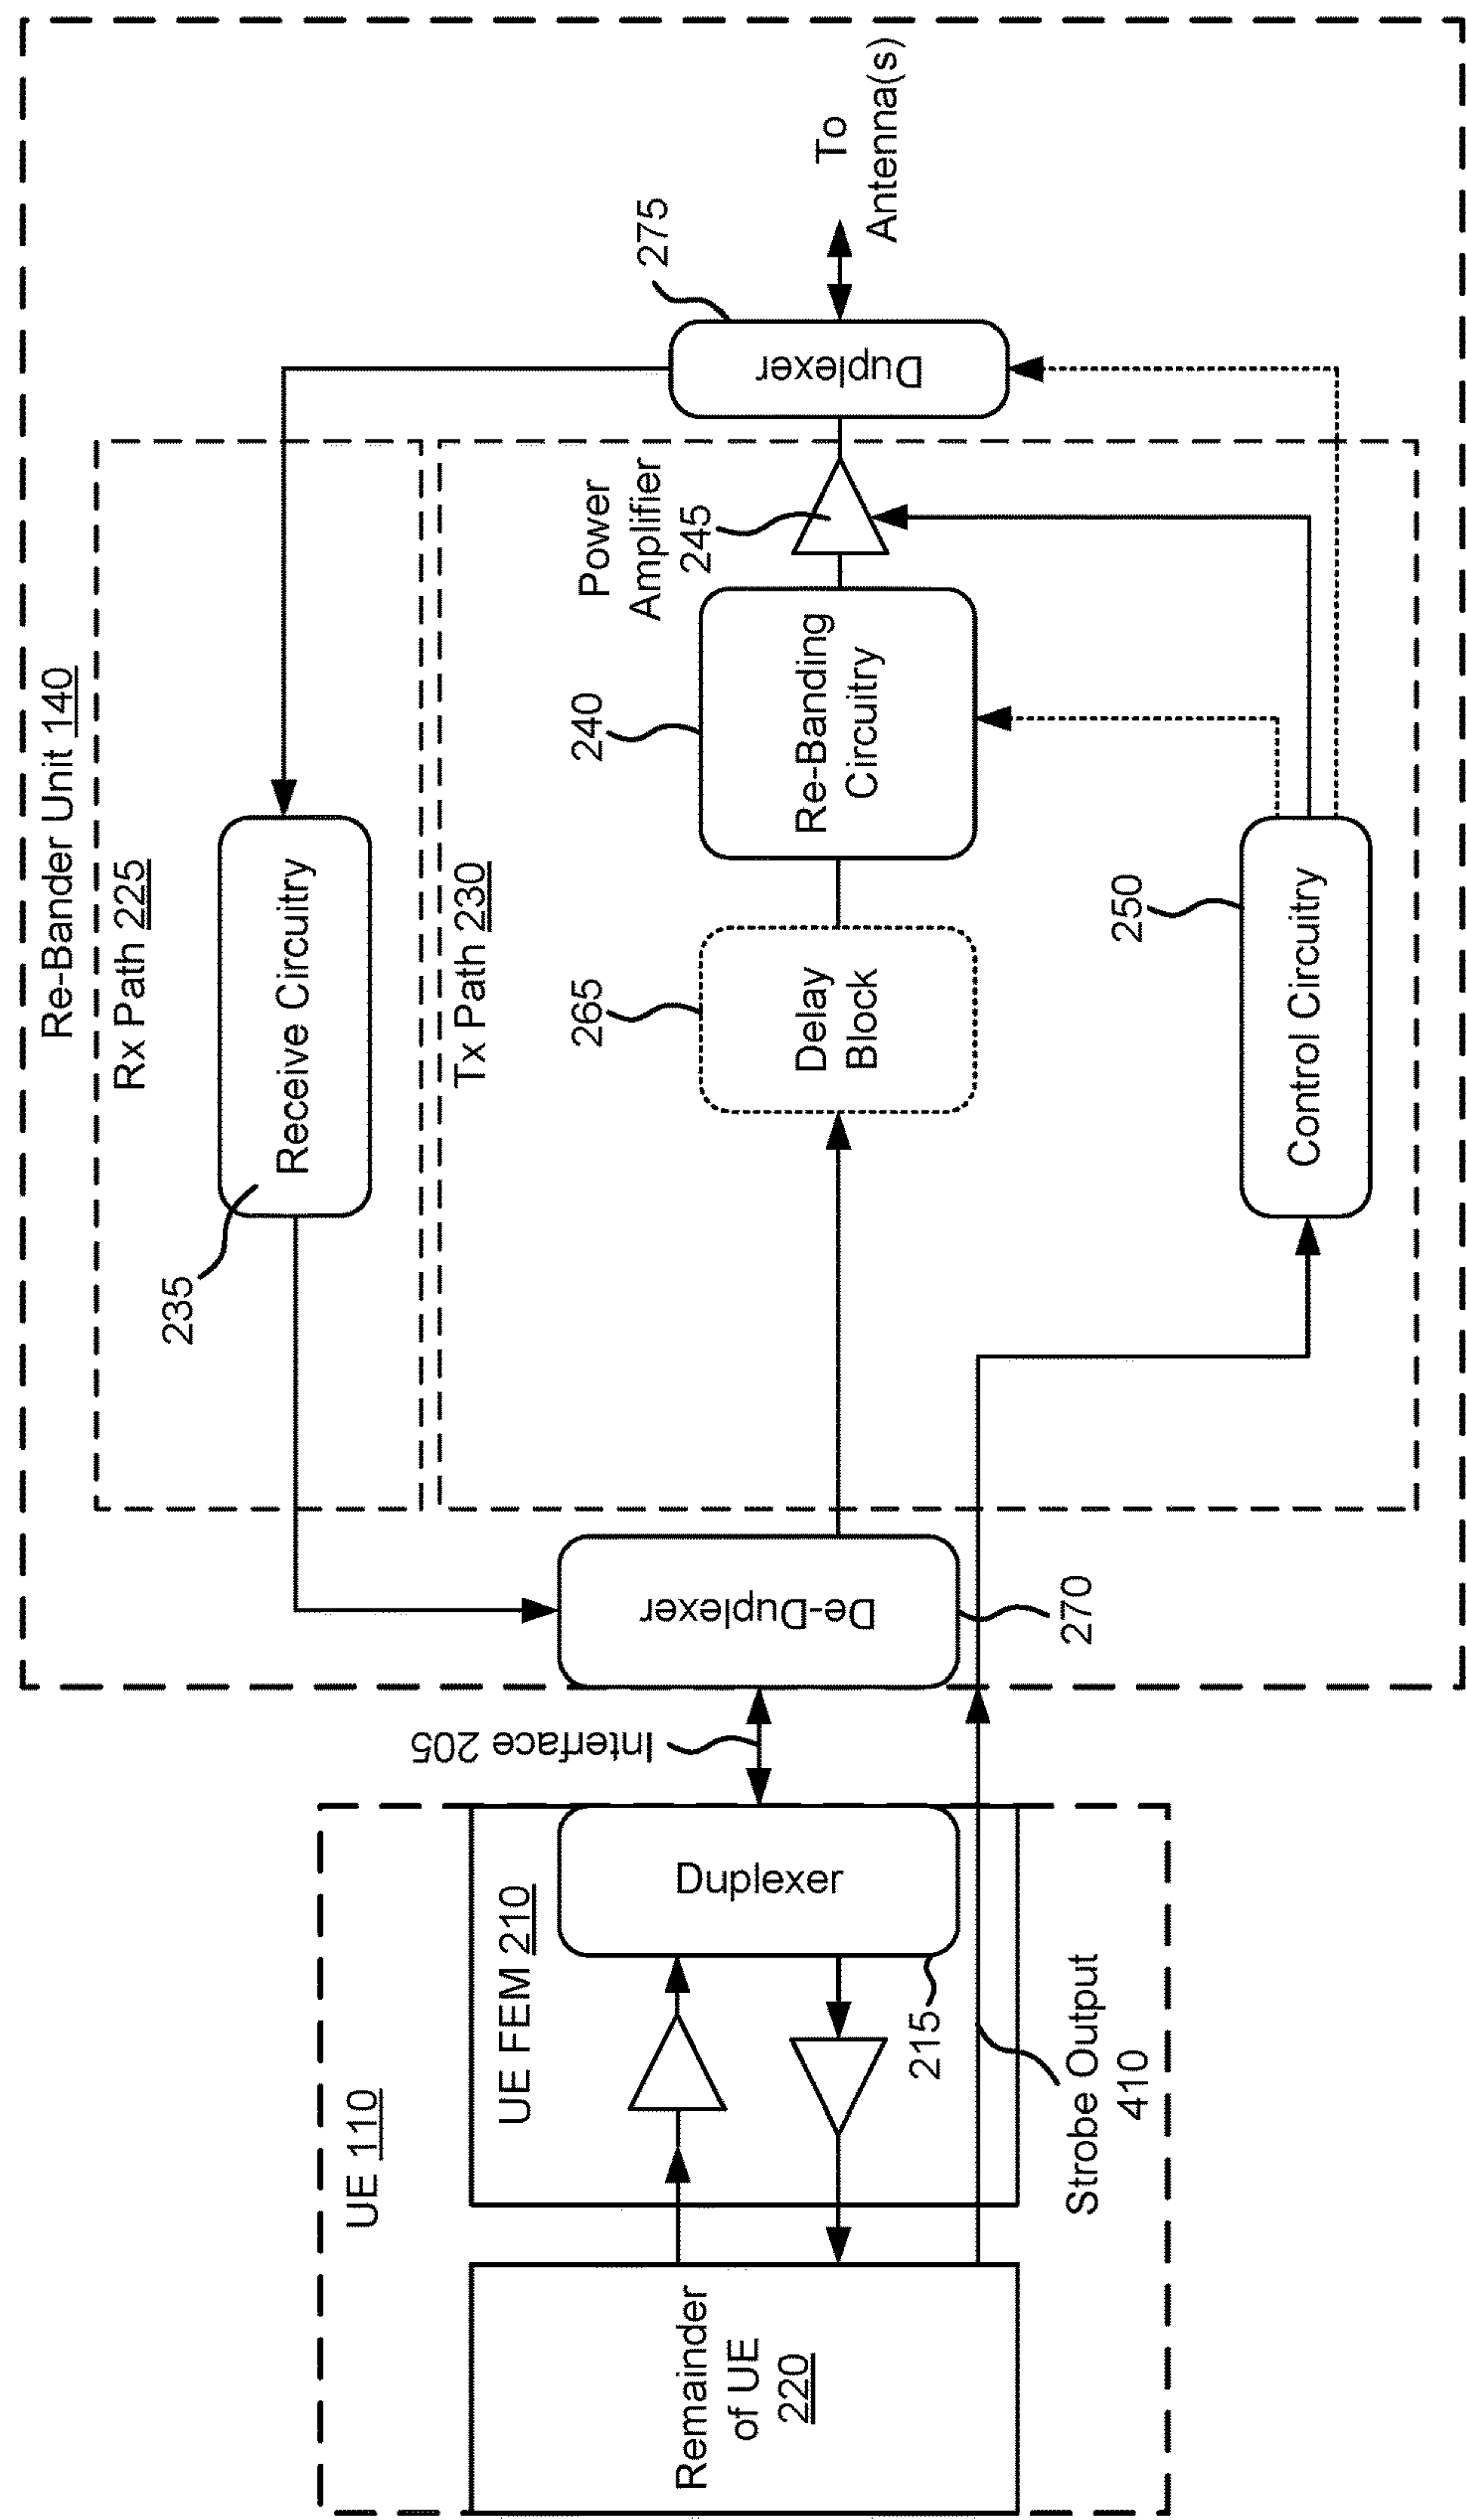 Re-Bander Unit 140
Rx Path 225
235
Receive Circuitry
Tx Path 230
265
Delay
Block
240
Re-Banding
Circuitry
Power
Amplifier
245
275
Duplexer
To
Antenna(s)
250
Control Circuitry
De-Duplexer
270
Interface 205
UE 110
UE FEM 210
Duplexer
215
Remainder
of UE
220
Strobe Output
410